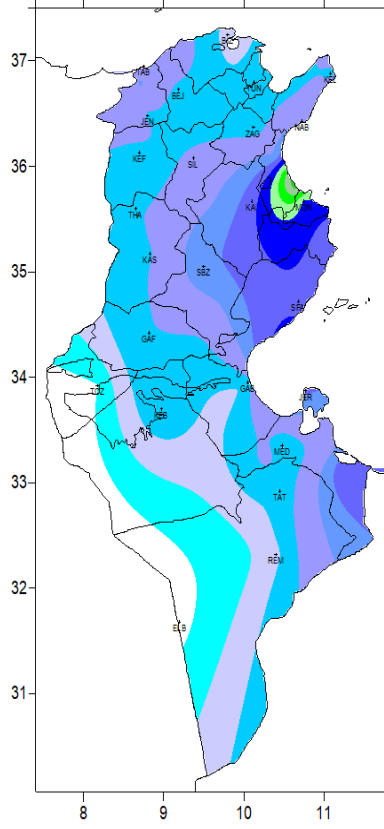 37
TAB
KEL
BEJ
TUN
JEN
NAB
ZAG
36
KEF
SIL
THA
KAS
35
SBZ
SFA
GAF
34
TOZ
GAB
JER
KEB
MED
33
TAT
REM
32
ELB
31
8 9 10 11